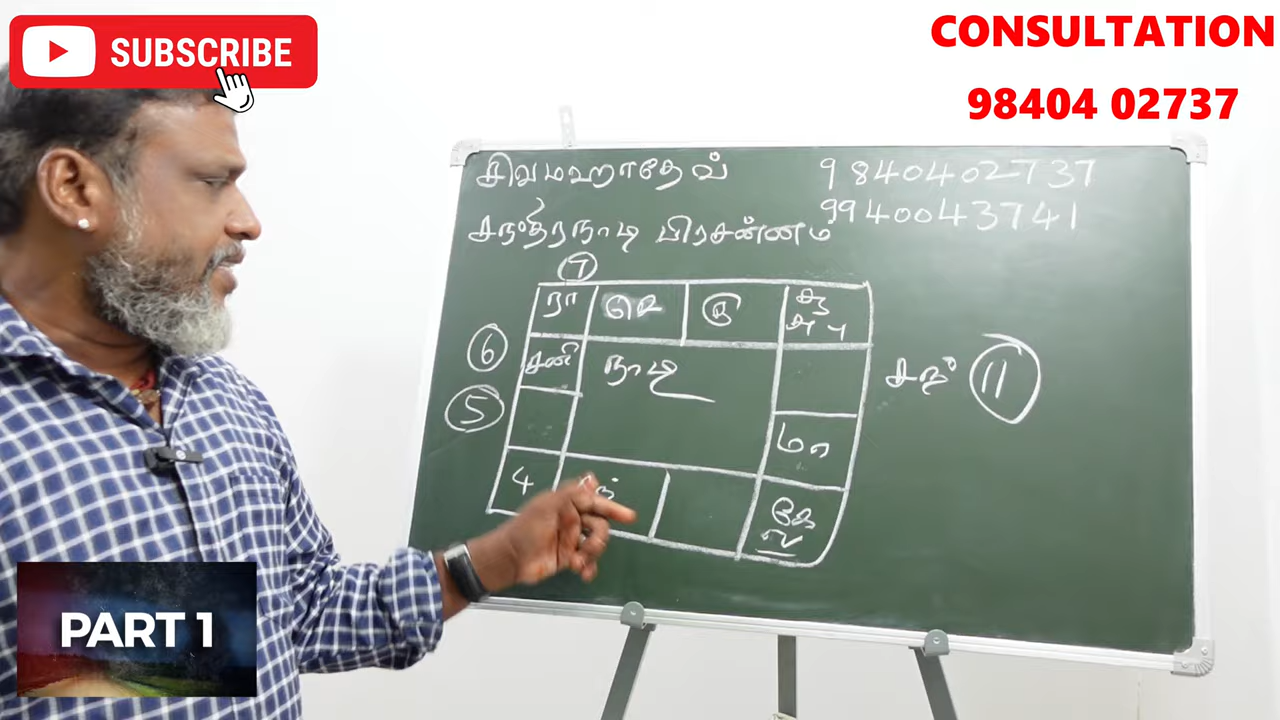 SUBSCRIBE
CONSULTATION
98404 02737
சிவமஹாதேவ் 9840402737
சந்திரநாடி பிரசன்னம் 9940043741
7
ரா செ கு சூ
சு பு
6 சனி நாடி சந் 11
5
மா
4
கே
ல
PART 1